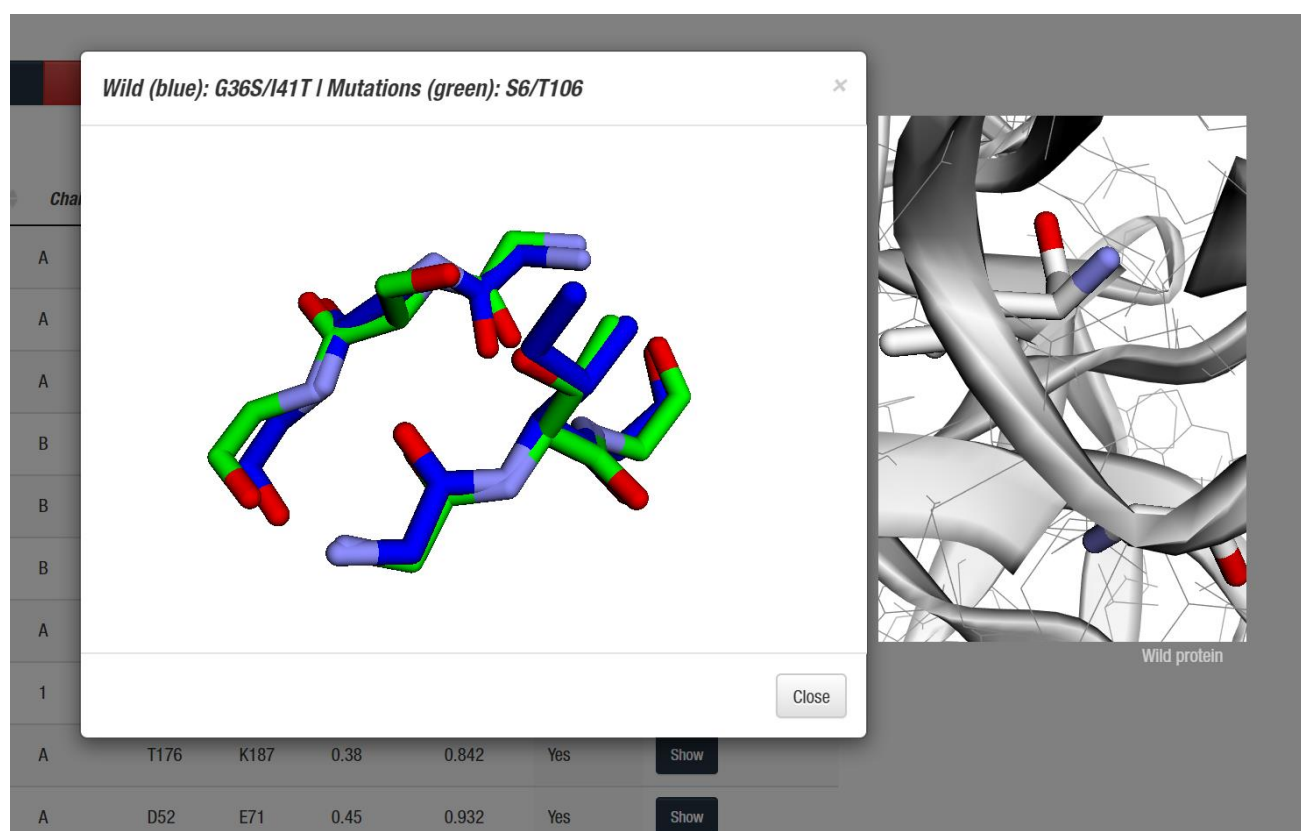 Wild (blue): G36S/I41T | Mutations (green): S6/T106
×
Chai
A
A
A
B
B
B
A
1
Wild protein
Close
A T176 K187 0.38 0.842 Yes Show
A D52 E71 0.45 0.932 Yes Show